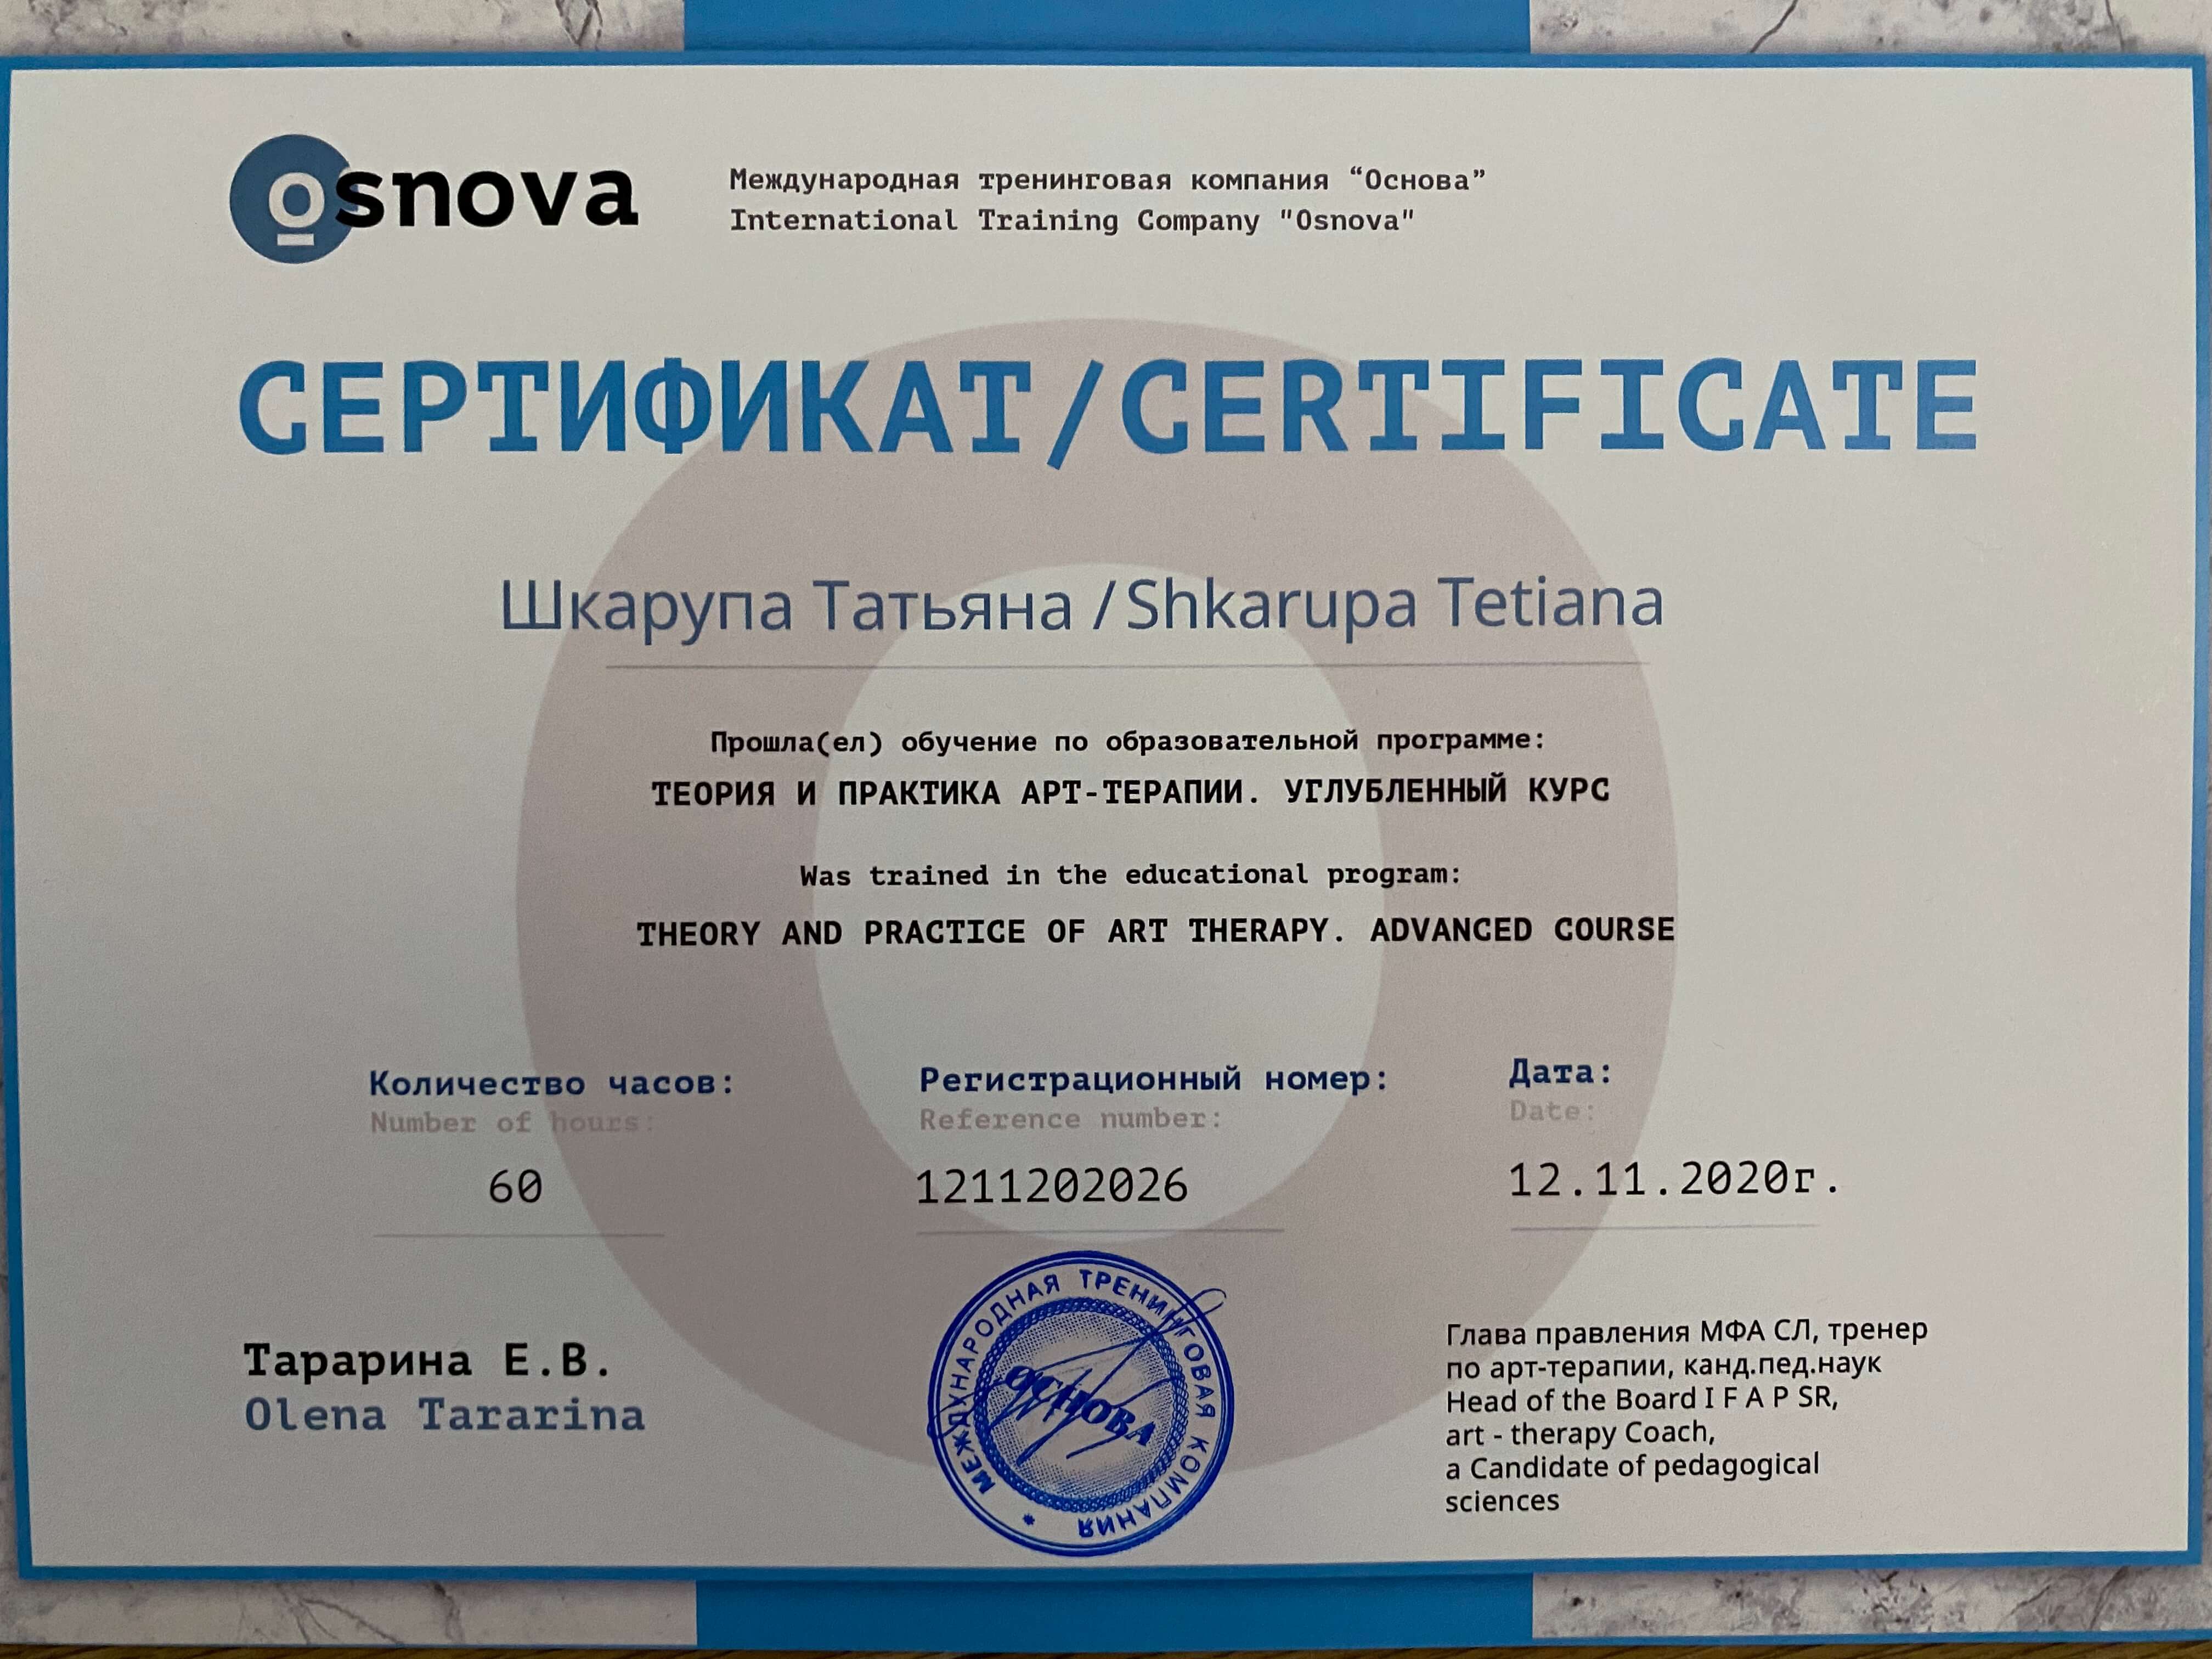 osnova
Международная тренинговая компания “Основа”
International Training Company "Osnova"
СЕРТИФИКАТ/CERTIFICATE
Шкарупа Татьяна / Shkarupa Tetiana
Прошла(ел) обучение по образовательной программе:
ТЕОРИЯ И ПРАКТИКА АРТ-ТЕРАПИИ. УГЛУБЛЕННЫЙ КУРС
Was trained in the educational program:
THEORY AND PRACTICE OF ART THERAPY. ADVANCED COURSE
Количество часов:
Number of hours:
60
Регистрационный номер:
Reference number:
1211202026
Дата:
Date:
12.11.2020г.
Тарарина Е.В.
Olena Tararina
МЕЖДУНАРОДНАЯ ТРЕНИНГОВАЯ КОМПАНИЯ *
ОСНОВА
Глава правления МФА СЛ, тренер
по арт-терапии, канд.пед.наук
Head of the Board I F A P SR,
art - therapy Coach,
a Candidate of pedagogical
sciences